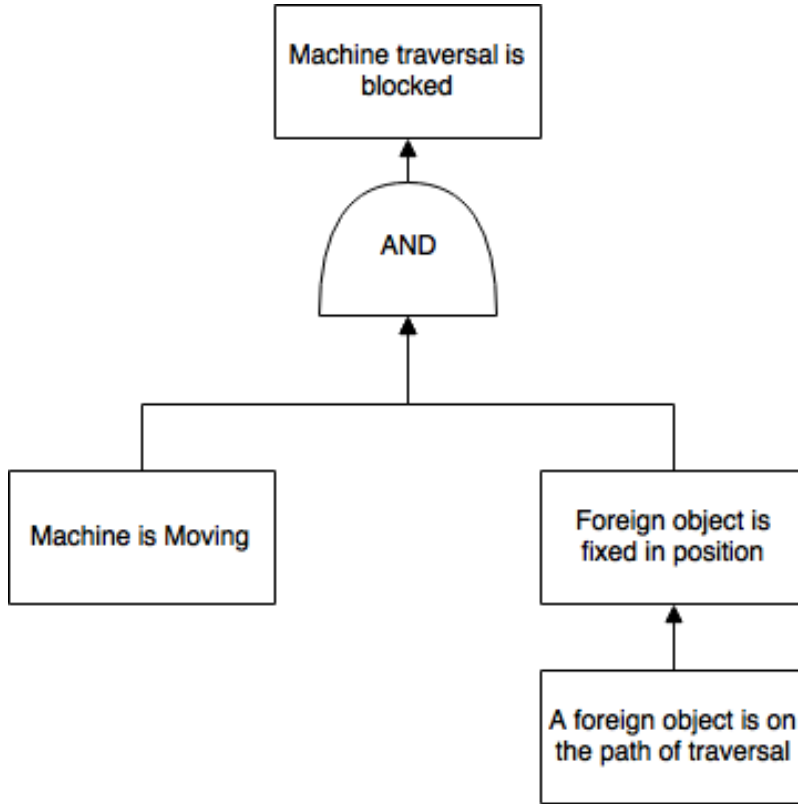 Machine traversal is
blocked
AND
Machine is Moving
Foreign object is
fixed in position
A foreign object is on
the path of traversal